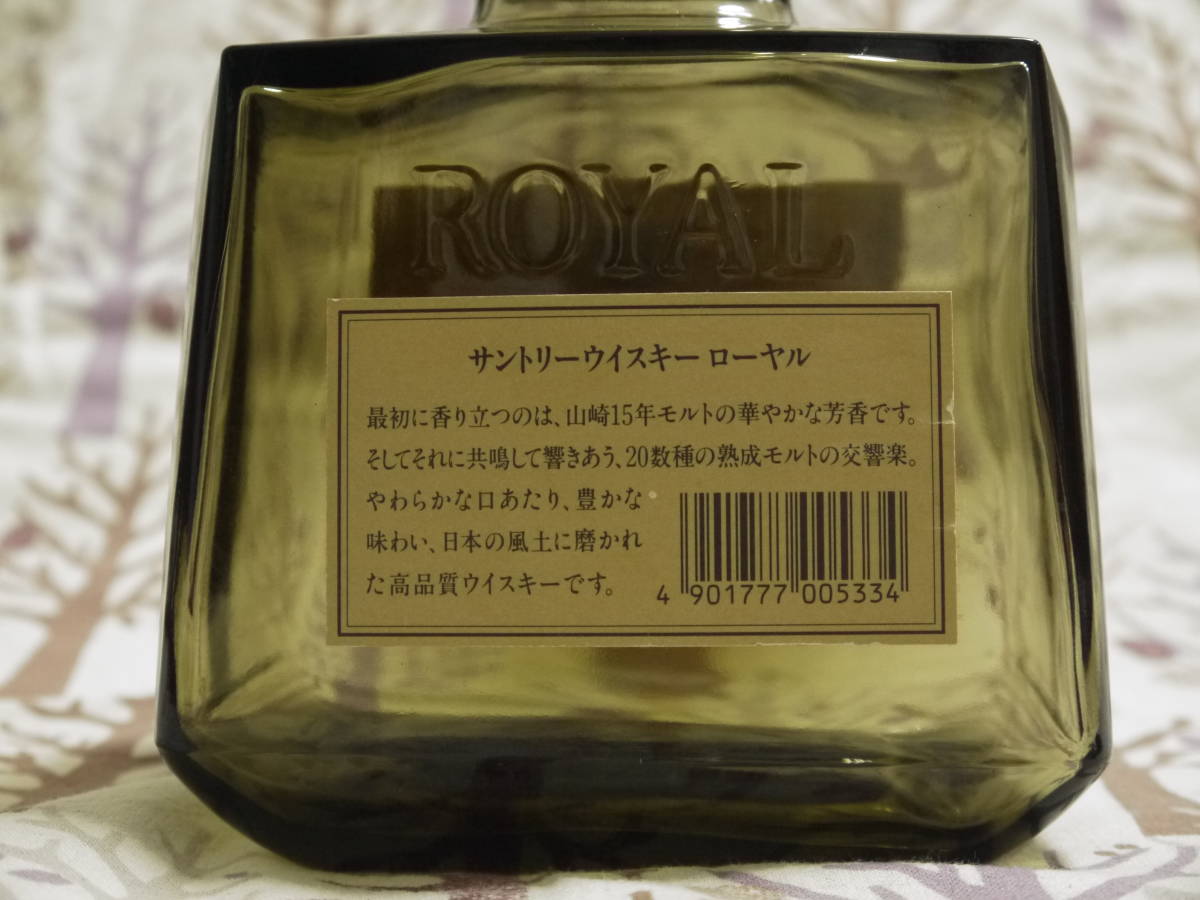 ROYAL
サントリーウイスキー ローヤル
最初に香り立つのは、山崎15年モルトの華やかな芳香です。
そしてそれに共鳴して響きあう、20数種の熟成モルトの交響楽。
やわらかな口あたり、豊かな
味わい、日本の風土に磨かれ
た高品質ウイスキーです。
4 901777 005334